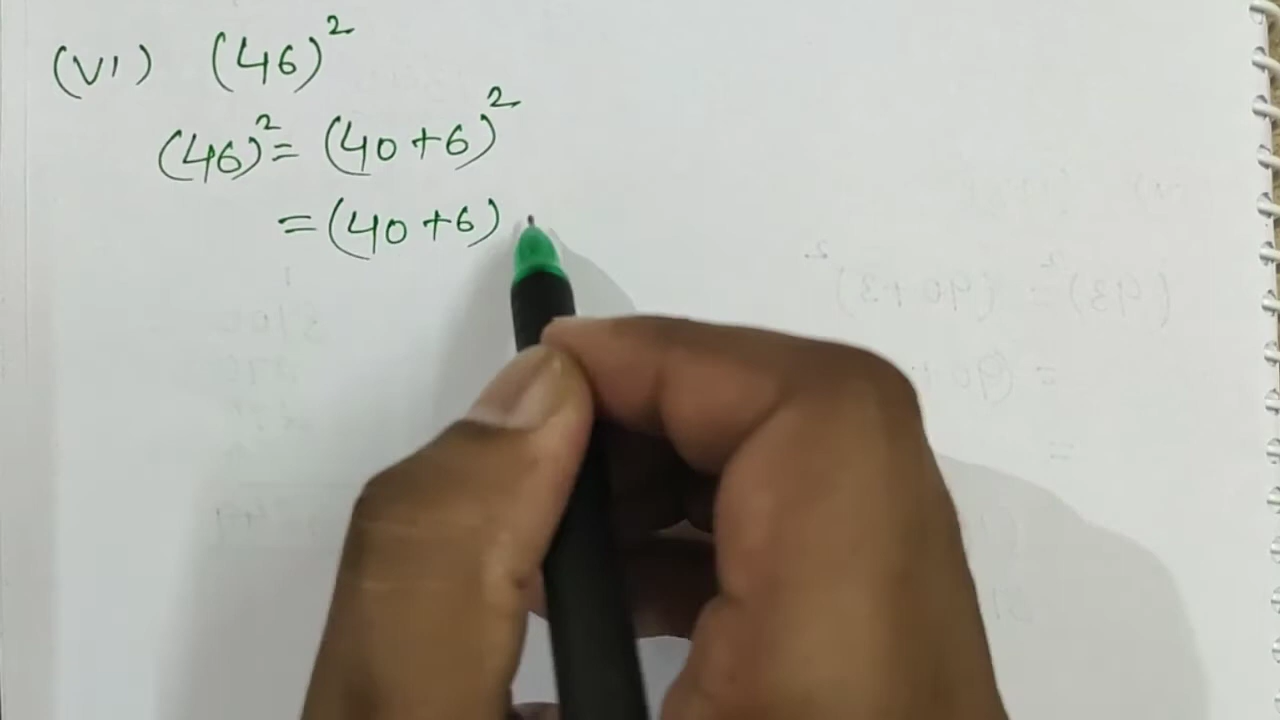 (VI) (46)²
(46)² = (40+6)²
= (40+6)